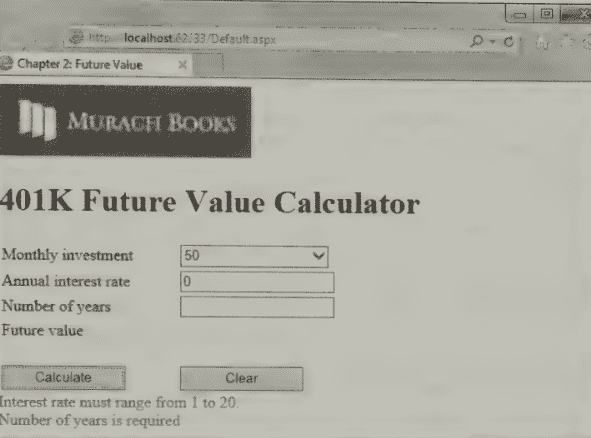 http localhost:62133/Default.aspx
Chapter 2: Future Value
MURACH BOOKS
401K Future Value Calculator
Monthly investment 50
Annual interest rate 0
Number of years
Future value
Calculate Clear
Interest rate must range from 1 to 20.
Number of years is required